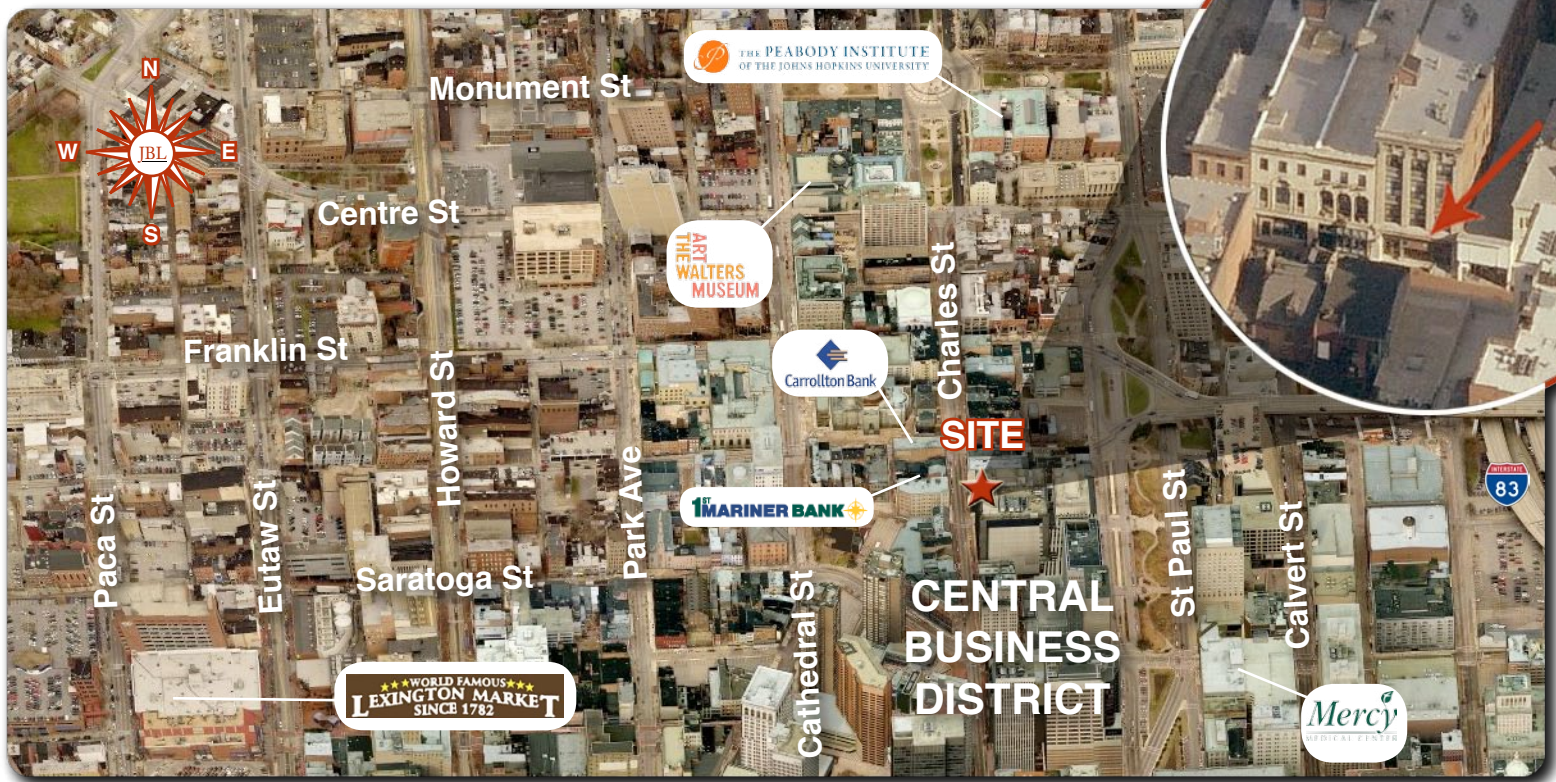 THE PEABODY INSTITUTE
OF THE JOHNS HOPKINS UNIVERSITY
Monument St
N
W
JBL
E
S
Centre St
THE
ART
WALTERS
MUSEUM
Charles St
Franklin St
Carrollton Bank
Howard St
SITE
Park Ave
1ST MARINER BANK
INTERSTATE
83
Paca St
Eutaw St
St Paul St
Calvert St
Saratoga St
Cathedral St
CENTRAL
BUSINESS
DISTRICT
WORLD FAMOUS
LEXINGTON MARKET
SINCE 1782
Mercy
MEDICAL CENTER